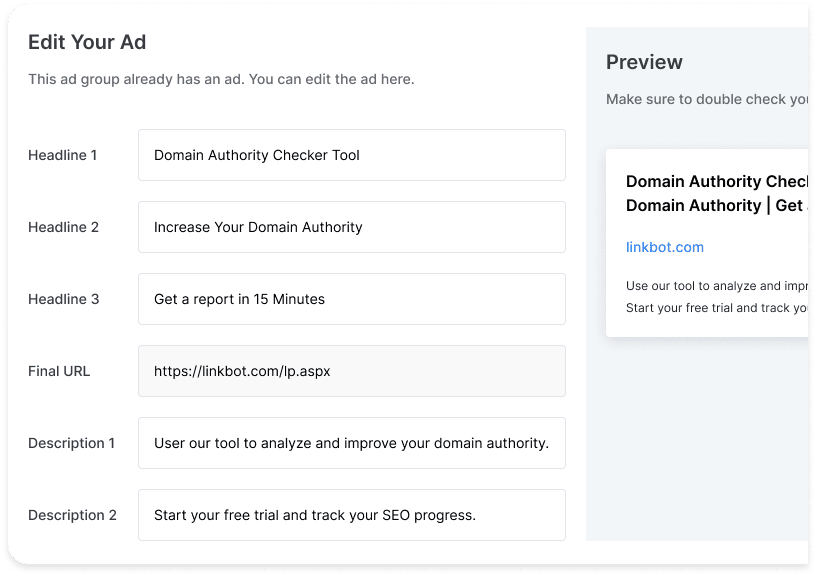 Edit Your Ad
This ad group already has an ad. You can edit the ad here.
Headline 1
Domain Authority Checker Tool
Headline 2
Increase Your Domain Authority
Headline 3
Get a report in 15 Minutes
Final URL
https://linkbot.com/lp.aspx
Description 1
User our tool to analyze and improve your domain authority.
Description 2
Start your free trial and track your SEO progress.
Preview
Make sure to double check
Domain Authority
Domain Authority | Get
linkbot.com
Use our tool to analyze and
Start your free trial and track